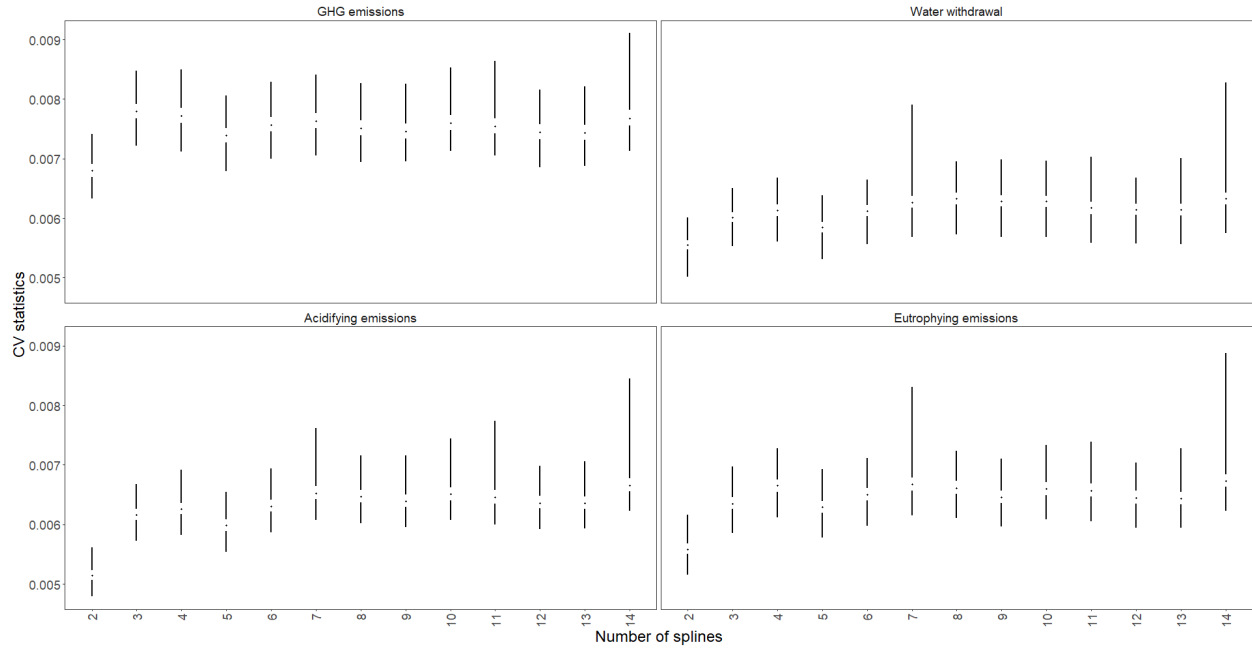 GHG emissions
Water withdrawal
0.009
0.008
0.007
0.006
0.005
Acidifying emissions
Eutrophying emissions
0.009
0.008
0.007
0.006
0.005
CV statistics
2 3 4 5 6 7 8 9 10 11 12 13 14
2 3 4 5 6 7 8 9 10 11 12 13 14
Number of splines